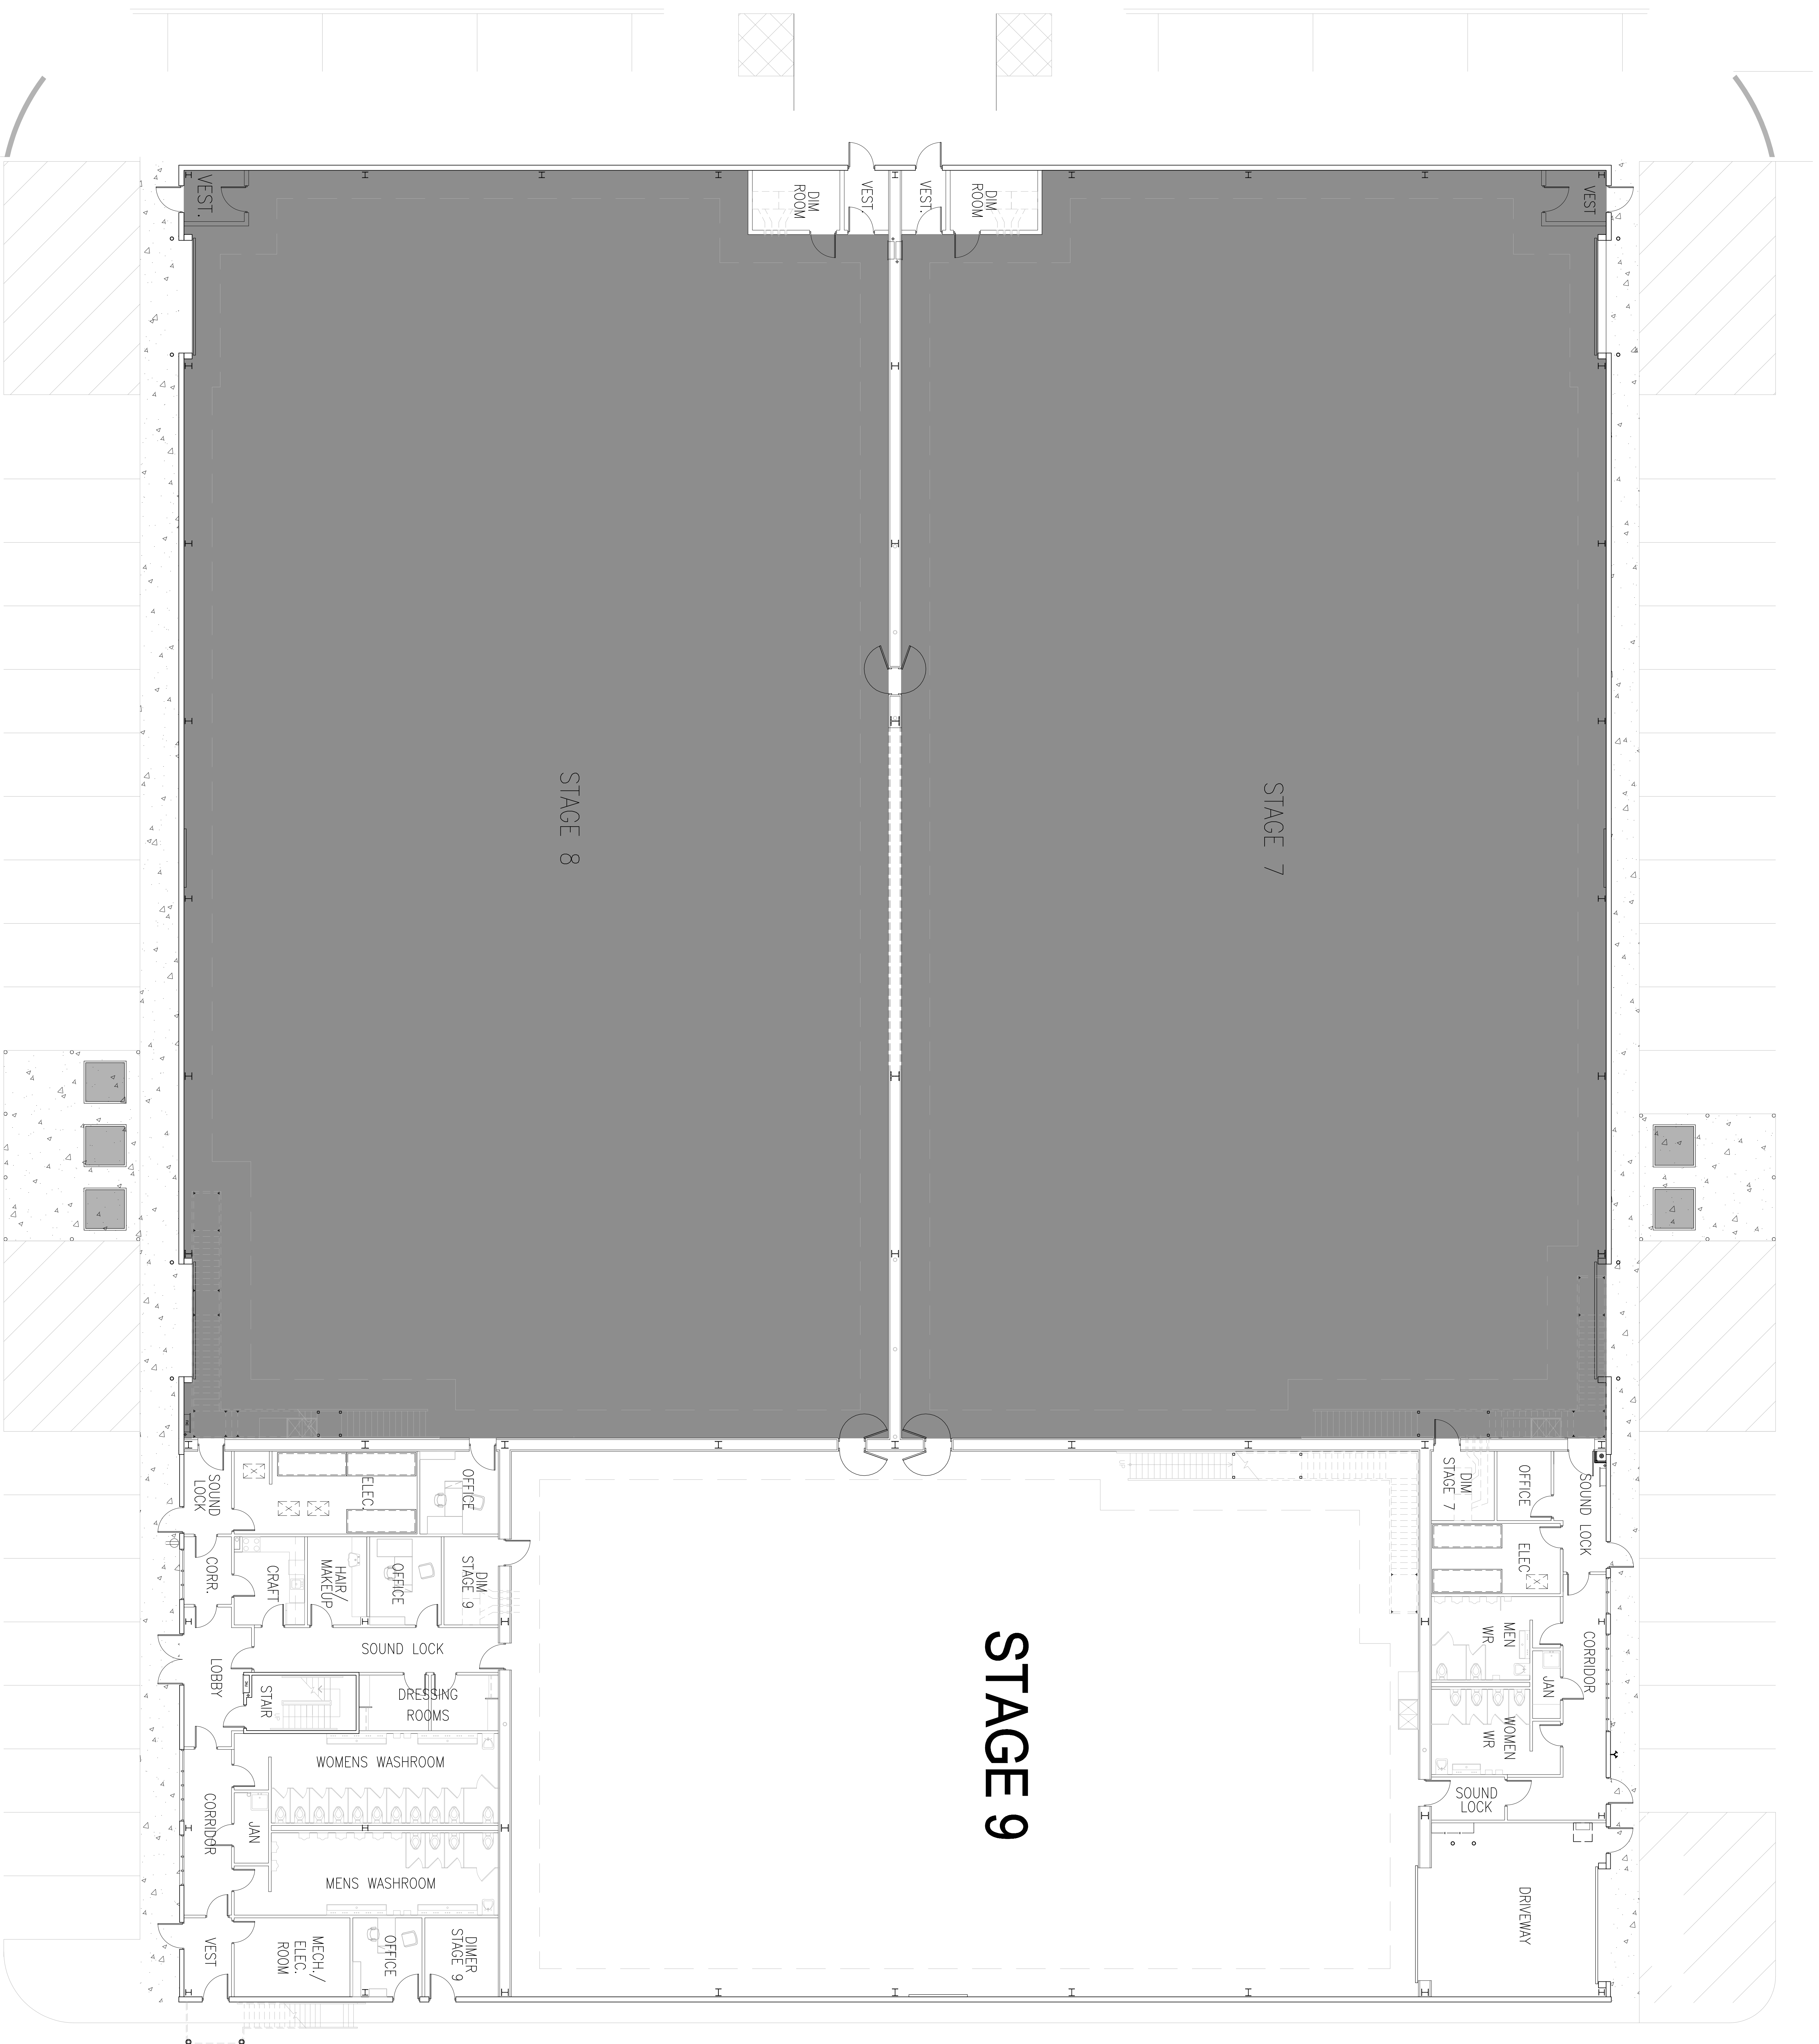 VEST.
DIM
ROOM
VEST.
VEST.
DIM
ROOM
VEST
STAGE 8
STAGE 7
SOUND
LOCK
ELEC.
OFFICE
DIM
STAGE 7
OFFICE
SOUND LOCK
CORR.
CRAFT
HAIR/
MAKEUP
OFFICE
DIM
STAGE 9
ELEC
SOUND LOCK
MEN
WR
CORRIDOR
LOBBY
STAIR
DRESSING
ROOMS
STAGE 9
JAN
WOMENS WASHROOM
WOMEN
WR
CORRIDOR
JAN
SOUND
LOCK
MENS WASHROOM
DRIVEWAY
VEST
MECH./
ELEC.
ROOM
OFFICE
DIMER
STAGE 9